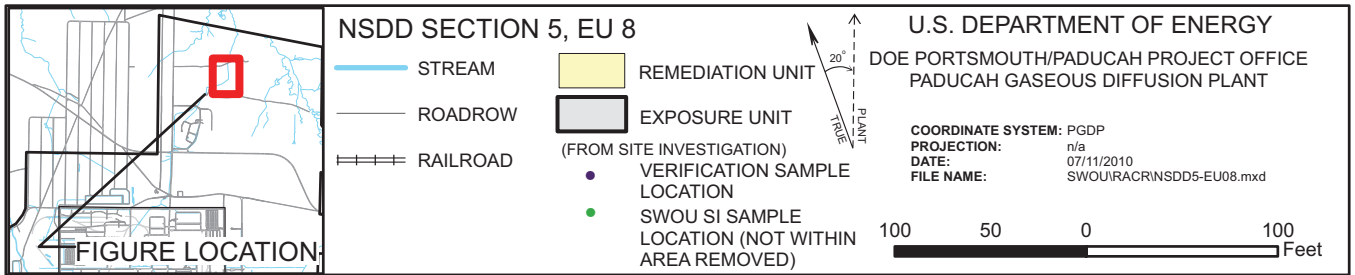 FIGURE LOCATION
NSDD SECTION 5, EU 8
STREAM
ROADROW
RAILROAD
REMEDIATION UNIT
EXPOSURE UNIT
(FROM SITE INVESTIGATION)
VERIFICATION SAMPLE
LOCATION
SWOU SI SAMPLE
LOCATION (NOT WITHIN
AREA REMOVED)
20°
TRUE
PLANT
U.S. DEPARTMENT OF ENERGY
DOE PORTSMOUTH/PADUCAH PROJECT OFFICE
PADUCAH GASEOUS DIFFUSION PLANT
COORDINATE SYSTEM: PGDP
PROJECTION: n/a
DATE: 07/11/2010
FILE NAME: SWOU\RACR\NSDD5-EU08.mxd
100 50 0 100
Feet